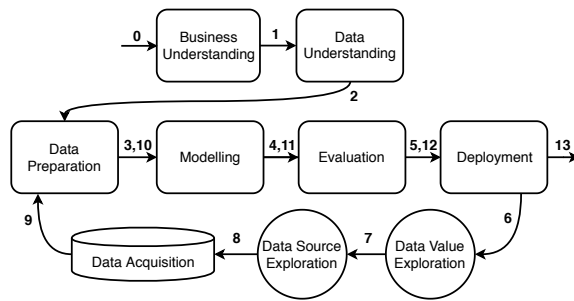 0
Business
Understanding
1
Data
Understanding
2
Data
Preparation
3,10
Modelling
4,11
Evaluation
5,12
Deployment
13
9
Data Acquisition
8
Data Source
Exploration
7
Data Value
Exploration
6